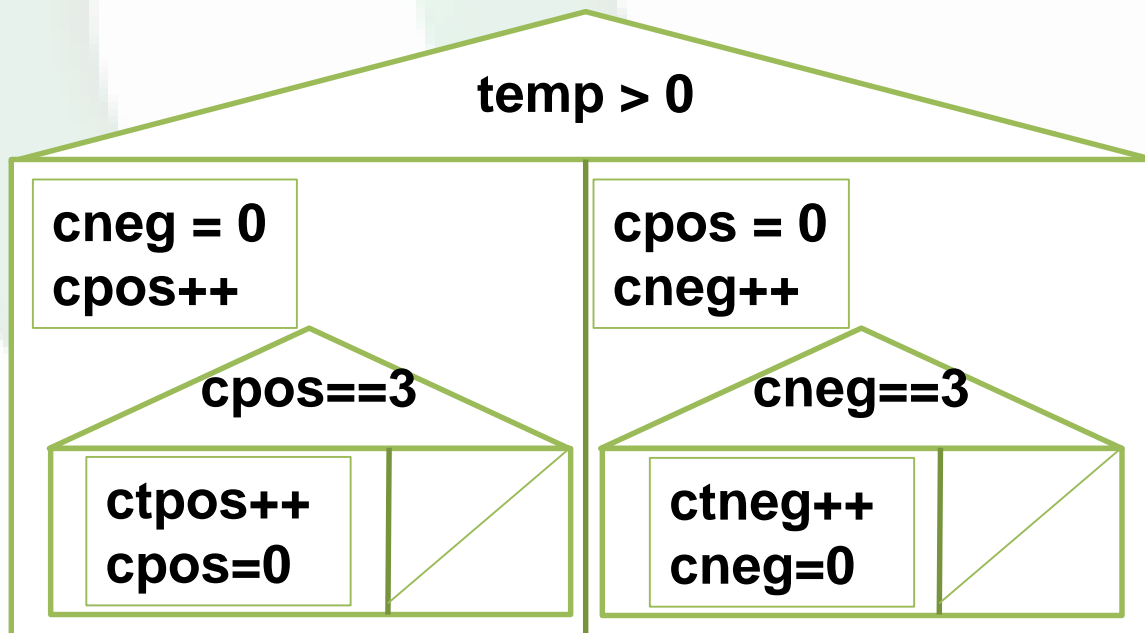 temp > 0
cneg = 0
cpos++
cpos==3
ctpos++
cpos=0
cpos = 0
cneg++
cneg==3
ctneg++
cneg=0